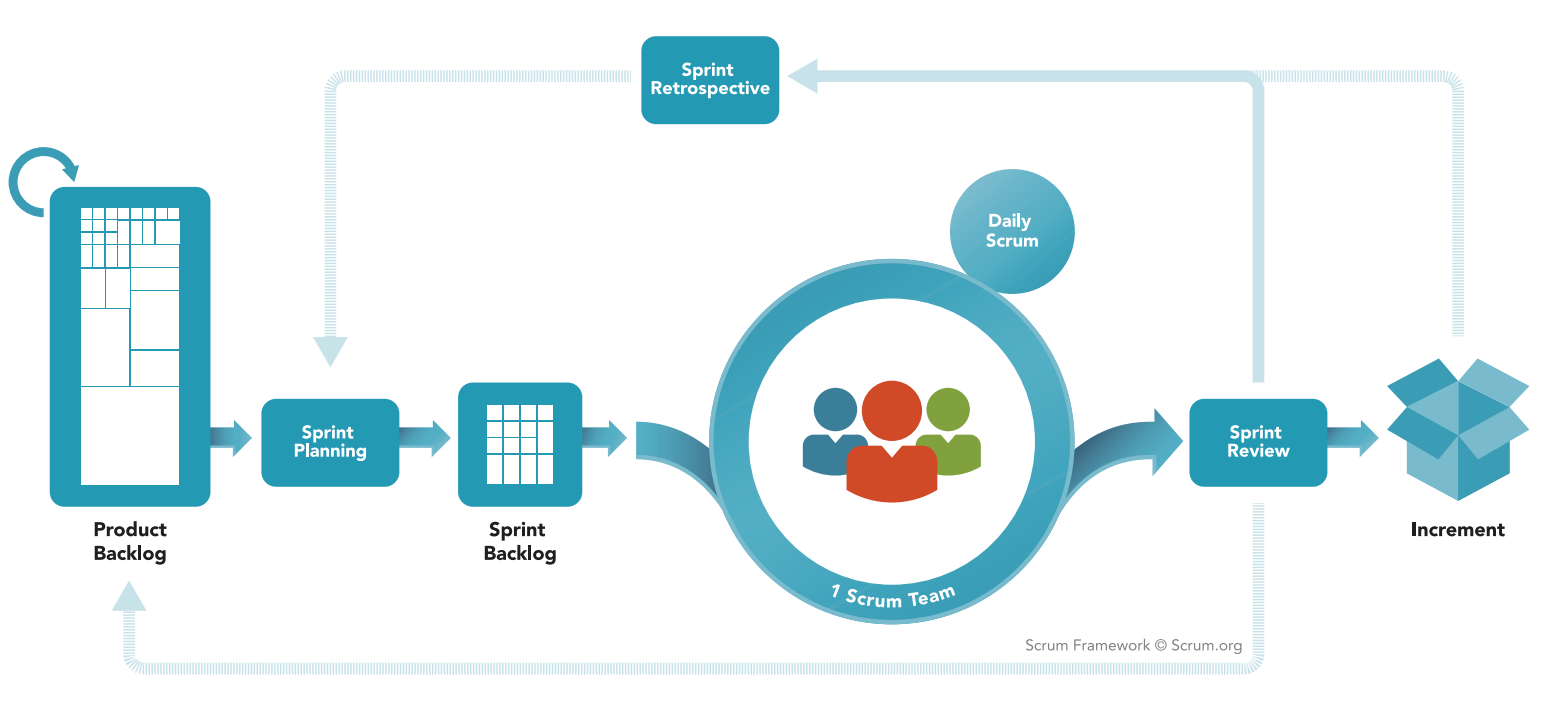 Sprint
Retrospective
Daily
Scrum
Sprint
Planning
Sprint
Review
Product
Backlog
Sprint
Backlog
Increment
1 Scrum Team
Scrum Framework © Scrum.org